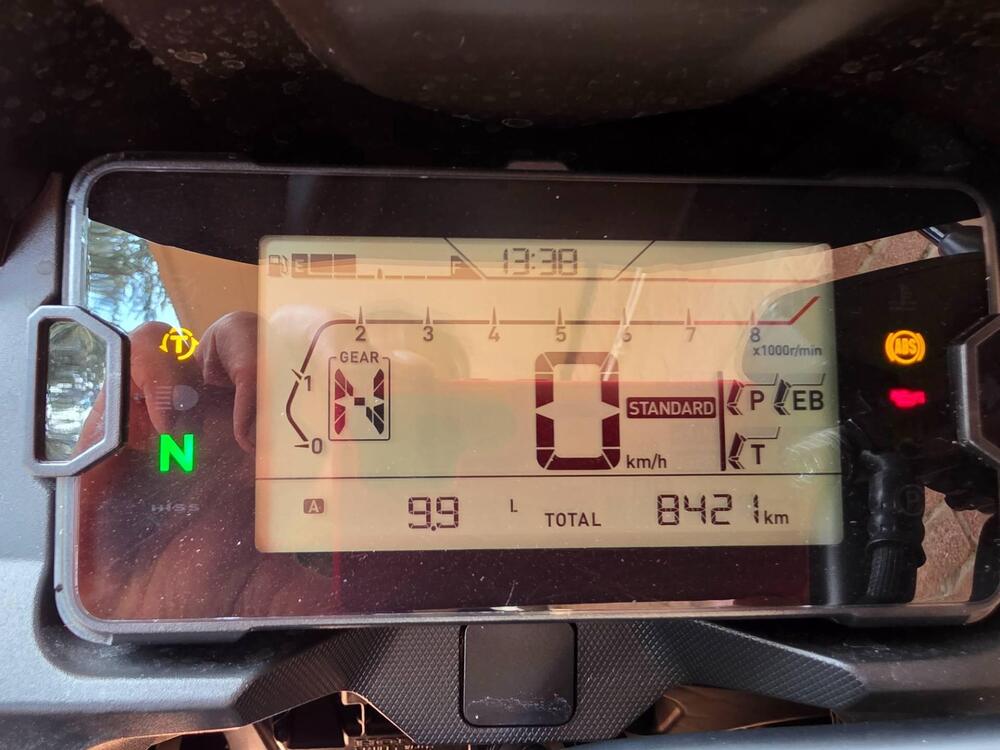 E F 13:38
2 3 4 5 6 7 8
x1000r/min
T ABS
GEAR
1
N 0 STANDARD P EB
0 km/h T
N
HISS
A 9.9 L TOTAL 8421 km
P